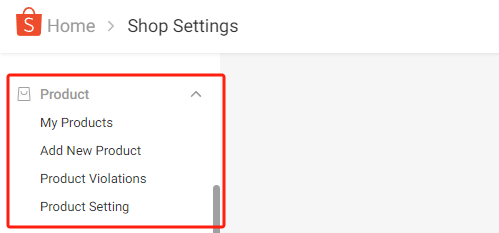 Home > Shop Settings
Product
My Products
Add New Product
Product Violations
Product Setting